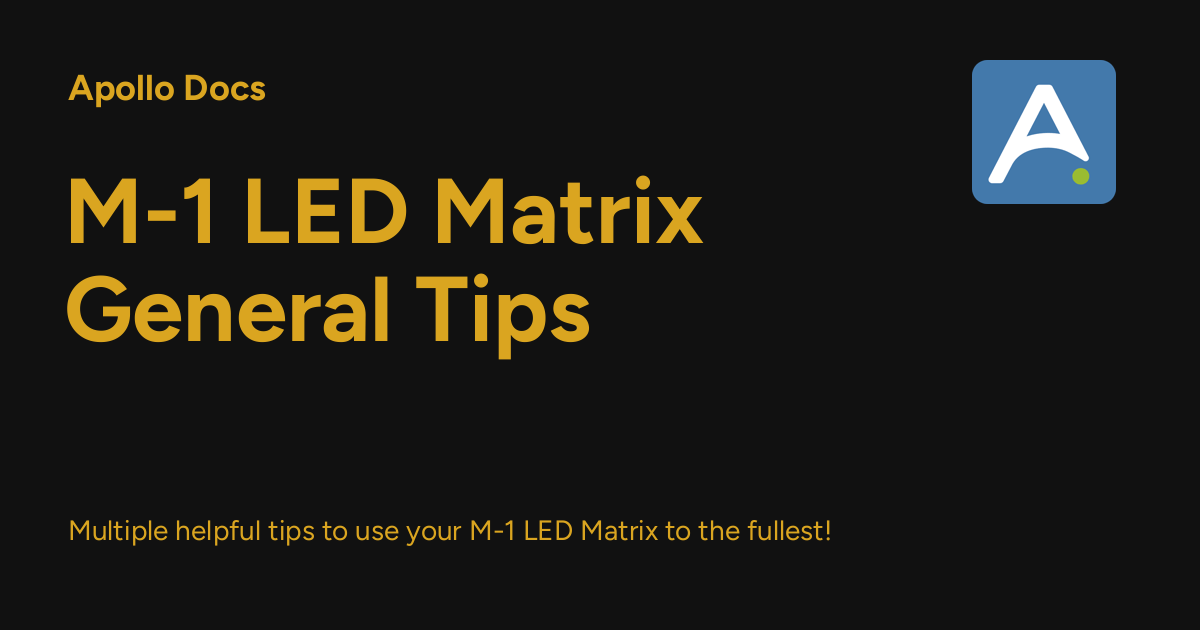 Apollo Docs
M-1 LED Matrix
General Tips
Multiple helpful tips to use your M-1 LED Matrix to the fullest!